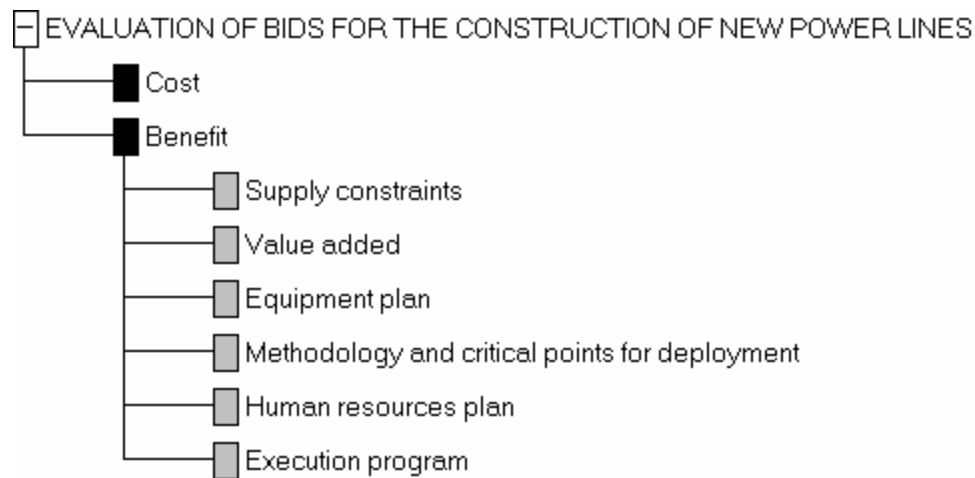 EVALUATION OF BIDS FOR THE CONSTRUCTION OF NEW POWER LINES
Cost
Benefit
Supply constraints
Value added
Equipment plan
Methodology and critical points for deployment
Human resources plan
Execution program